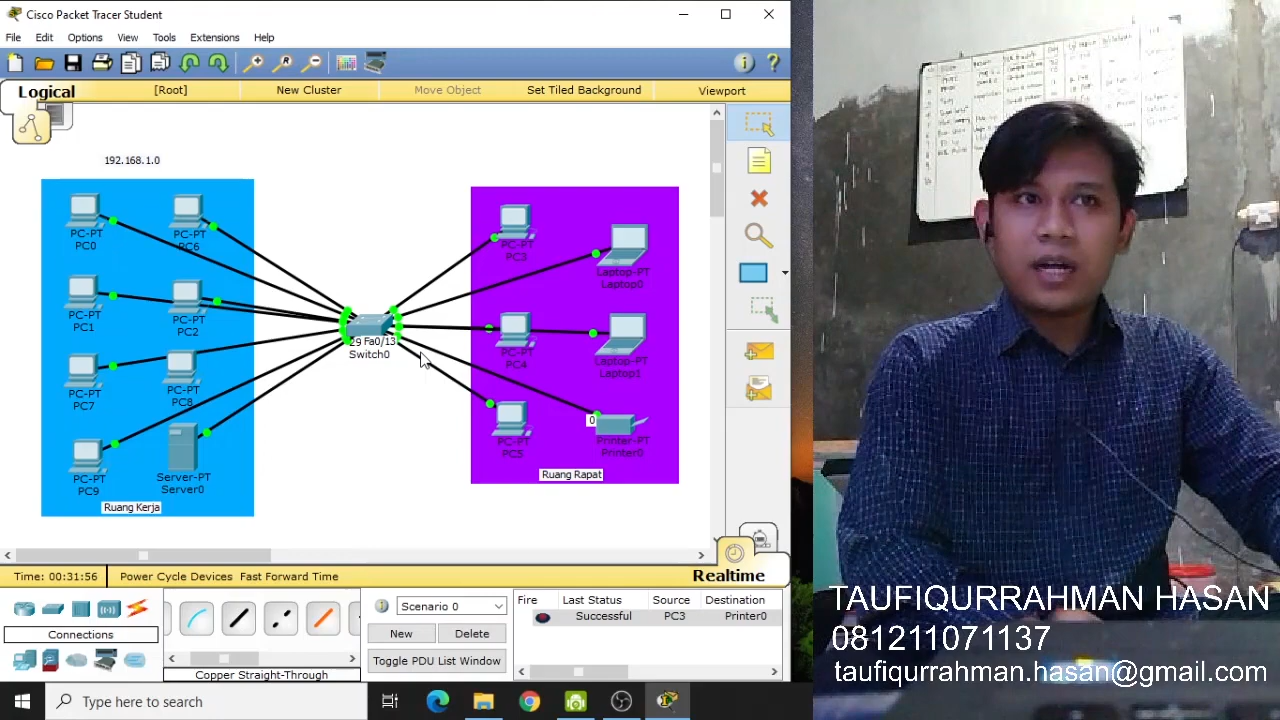 Cisco Packet Tracer Student
File Edit Options View Tools Extensions Help
Logical [Root] New Cluster Move Object Set Tiled Background Viewport
192.168.1.0
PC-PT
PC0
PC-PT
PC6
PC-PT
PC1
PC-PT
PC2
PC-PT
PC7
PC-PT
PC8
PC-PT
PC9
Server-PT
Server0
Ruang Kerja
29 Fa0/13
Switch0
PC-PT
PC3
Laptop-PT
Laptop0
PC-PT
PC4
Laptop-PT
Laptop1
PC-PT
PC5
0
Printer-PT
Printer0
Ruang Rapat
Time: 00:31:56 Power Cycle Devices Fast Forward Time Realtime
Connections
Copper Straight-Through
Scenario 0
New Delete
Toggle PDU List Window
Fire Last Status Source Destination
Successful PC3 Printer0
Type here to search
TAUFIQURRAHMAN HASAN
081211071137
taufiqurrahman.hasan@gmail.com